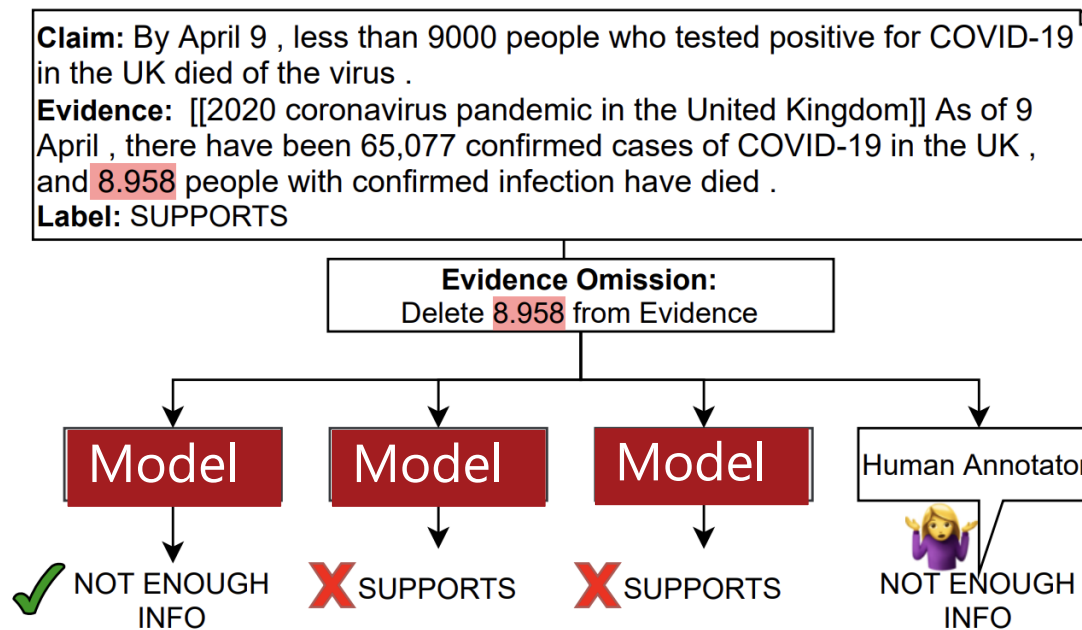 Claim: By April 9 , less than 9000 people who tested positive for COVID-19
in the UK died of the virus .
Evidence: [[2020 coronavirus pandemic in the United Kingdom]] As of 9
April , there have been 65,077 confirmed cases of COVID-19 in the UK ,
and 8.958 people with confirmed infection have died .
Label: SUPPORTS
Evidence Omission:
Delete 8.958 from Evidence
Model
Model
Model
Human Annotator
NOT ENOUGH
INFO
SUPPORTS
SUPPORTS
NOT ENOUGH
INFO